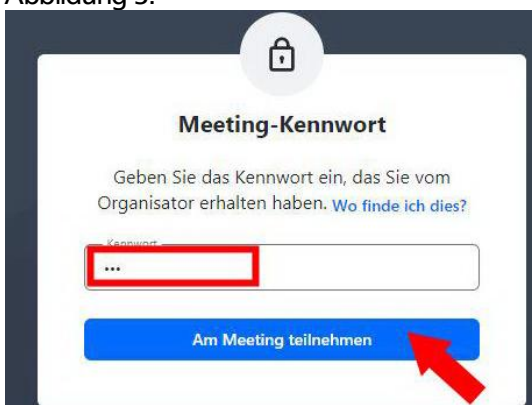 Abbildung 3:
Meeting-Kennwort
Geben Sie das Kennwort ein, das Sie vom
Organisator erhalten haben. Wo finde ich dies?
Kennwort
•••
Am Meeting teilnehmen